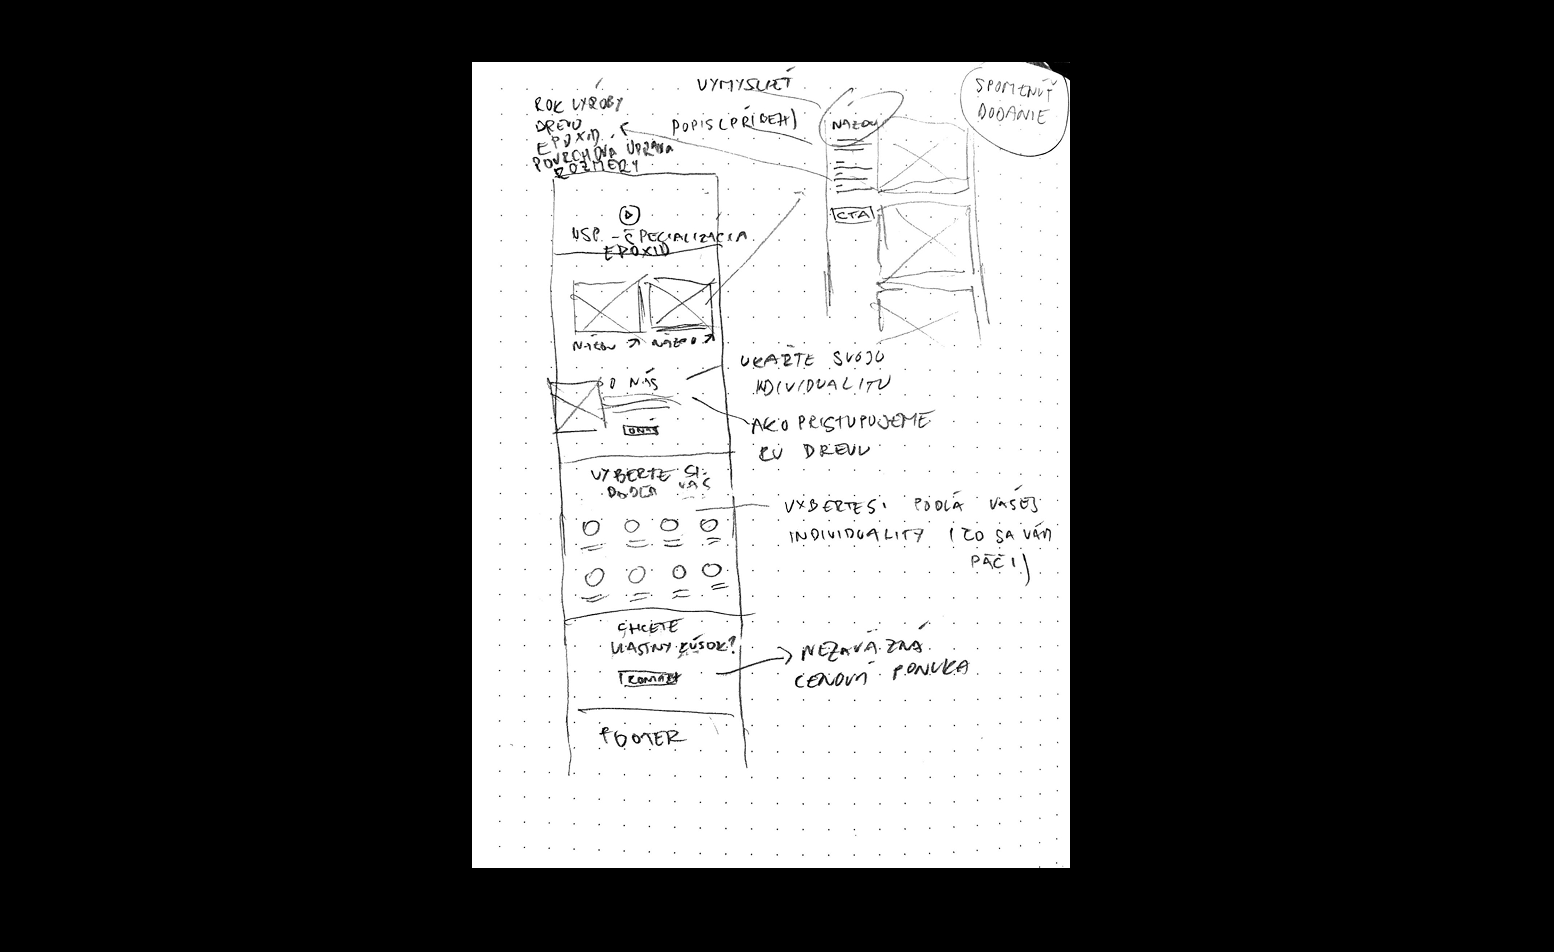 VYMYSLIEŤ
POPIS (PRÍBEH)
NÁZOV
SPOMENÚŤ
DODANIE
ROK VÝROBY
DREVO
EPOXID
POVRCHOVÁ ÚPRAVA
ROZMERY
CTA
USP - ŠPECIALIZÁCIA
EPOXID
NÁZOV NÁZOV
O NÁS
O NÁS
UKÁŽTE SVOJU
INDIVIDUALITU
AKO PRISTUPUJEME
KU DREVU
VYBERTE SI
PODĽA VÁS
VYBERTE SI PODĽA VAŠEJ
INDIVIDUALITY (ČO SA VÁM
PÁČI)
CHCETE
VLASTNÝ KÚSOK?
NEZÁVÄZNÁ
CENOVÁ PONUKA
FOOTER